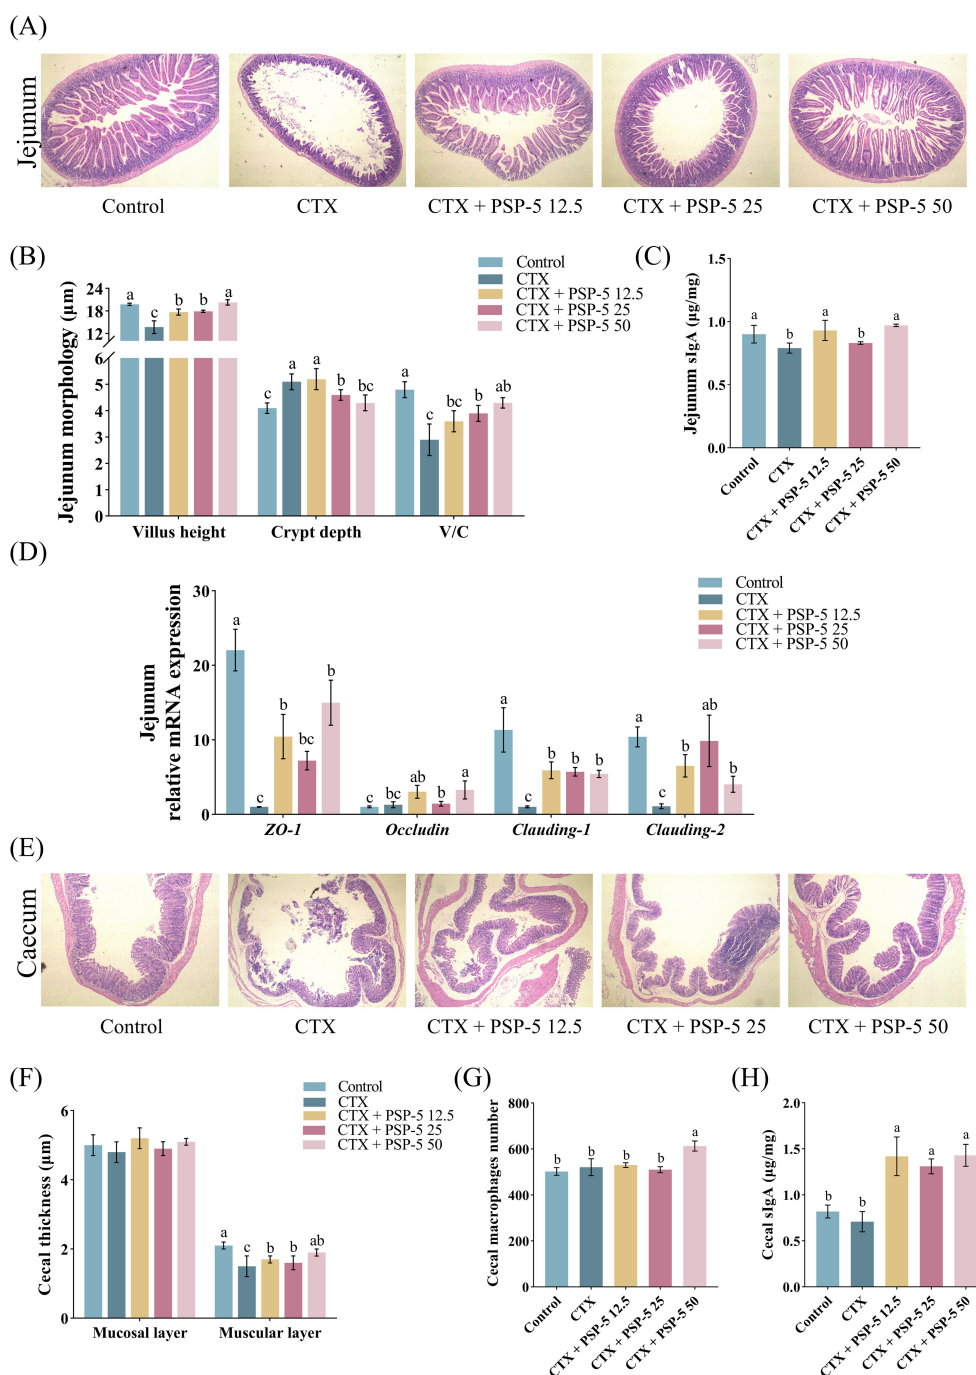 (A)
Jejunum
Control
CTX
CTX + PSP-5 12.5
CTX + PSP-5 25
CTX + PSP-5 50
(B)
Jejunum morphology (μm)
24
18
12
6
5
4
3
2
1
0
a
c
b
b
a
c
a
a
b
bc
a
c
bc
b
ab
Villus height
Crypt depth
V/C
Control
CTX
CTX + PSP-5 12.5
CTX + PSP-5 25
CTX + PSP-5 50
(C)
Jejunum sIgA (μg/mg)
1.5
1.0
0.5
0.0
a
b
a
b
a
Control
CTX
CTX + PSP-5 12.5
CTX + PSP-5 25
CTX + PSP-5 50
(D)
Jejunum
relative mRNA expression
30
20
10
0
a
c
b
bc
b
c
bc
ab
b
a
a
c
b
b
b
a
c
b
ab
b
ZO-1
Occludin
Clauding-1
Clauding-2
Control
CTX
CTX + PSP-5 12.5
CTX + PSP-5 25
CTX + PSP-5 50
(E)
Caecum
Control
CTX
CTX + PSP-5 12.5
CTX + PSP-5 25
CTX + PSP-5 50
(F)
Cecal thickness (μm)
6
4
2
0
a
c
b
b
ab
Mucosal layer
Muscular layer
Control
CTX
CTX + PSP-5 12.5
CTX + PSP-5 25
CTX + PSP-5 50
(G)
Cecal macrophages number
800
600
400
200
0
b
b
b
b
a
Control
CTX
CTX + PSP-5 12.5
CTX + PSP-5 25
CTX + PSP-5 50
(H)
Cecal sIgA (μg/mg)
2.0
1.5
1.0
0.5
0.0
b
b
a
a
a
Control
CTX
CTX + PSP-5 12.5
CTX + PSP-5 25
CTX + PSP-5 50